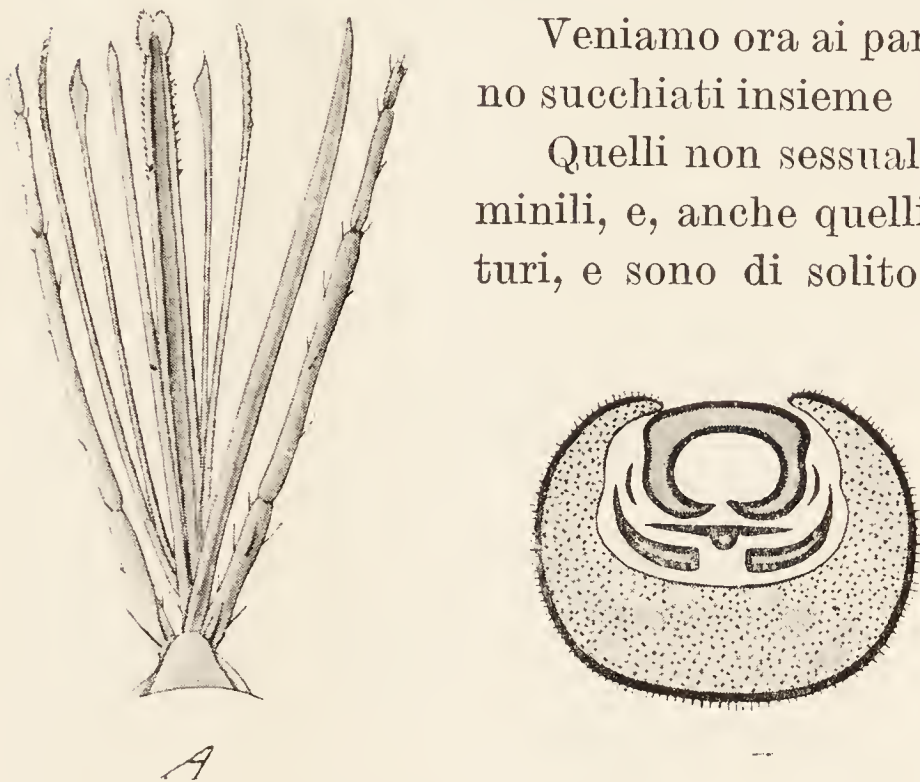 Veniamo ora ai par
no succhiati insieme
Quelli non sessual
minili, e, anche quelli
turi, e sono di solito
A